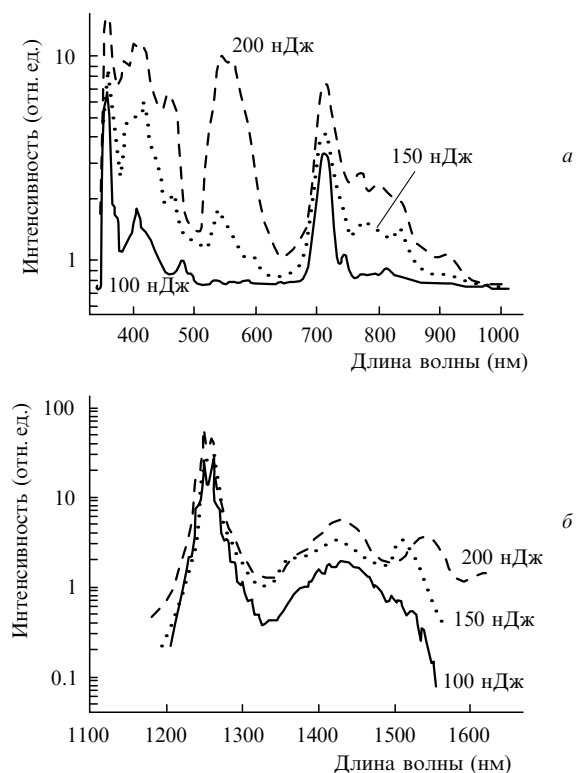 Интенсивность (отн. ед.)
10
1
200 нДж
150 нДж
100 нДж
а
400 500 600 700 800 900 1000
Длина волны (нм)
Интенсивность (отн. ед.)
100
10
1
0.1
200 нДж
150 нДж
100 нДж
б
1100 1200 1300 1400 1500 1600
Длина волны (нм)